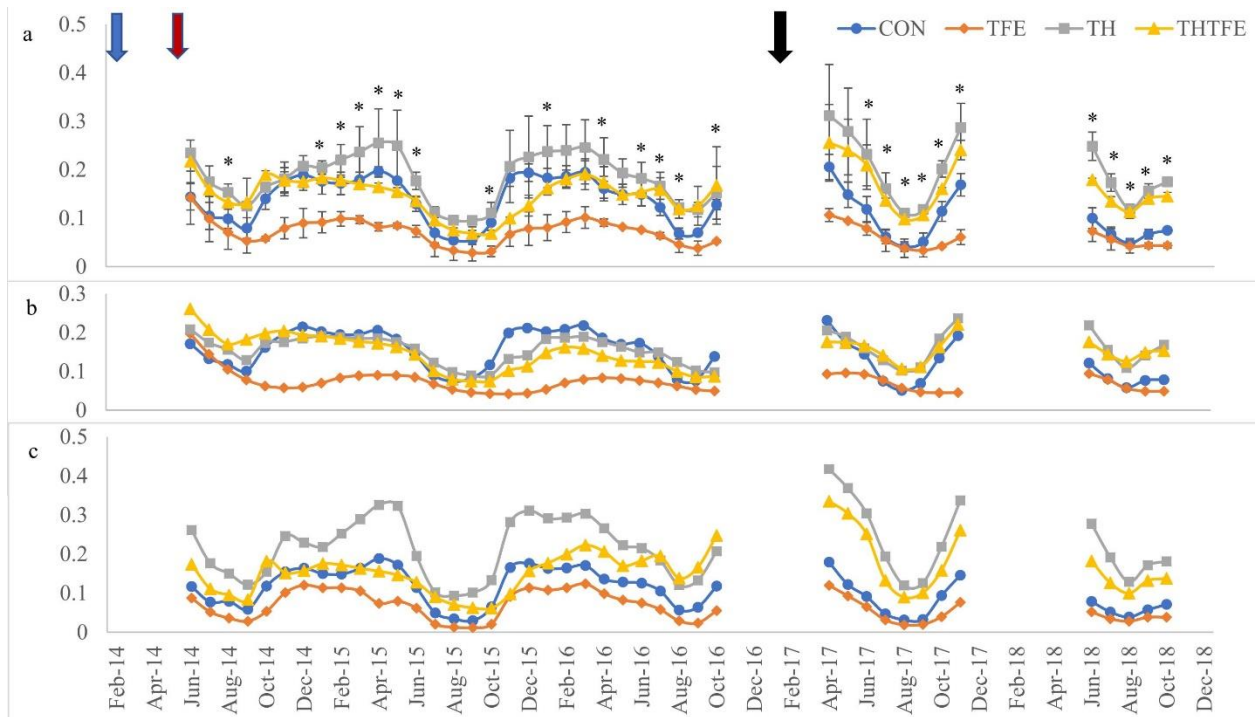 a
CON TFE TH THTFE
0.5
0.4
0.3
0.2
0.1
0
* * * * * * * * * * * * * * * * * * * * * * *
b
0.3
0.2
0.1
0
c
0.5
0.4
0.3
0.2
0.1
0
Feb-14
Apr-14
Jun-14
Aug-14
Oct-14
Dec-14
Feb-15
Apr-15
Jun-15
Aug-15
Oct-15
Dec-15
Feb-16
Apr-16
Jun-16
Aug-16
Oct-16
Dec-16
Feb-17
Apr-17
Jun-17
Aug-17
Oct-17
Dec-17
Feb-18
Apr-18
Jun-18
Aug-18
Oct-18
Dec-18